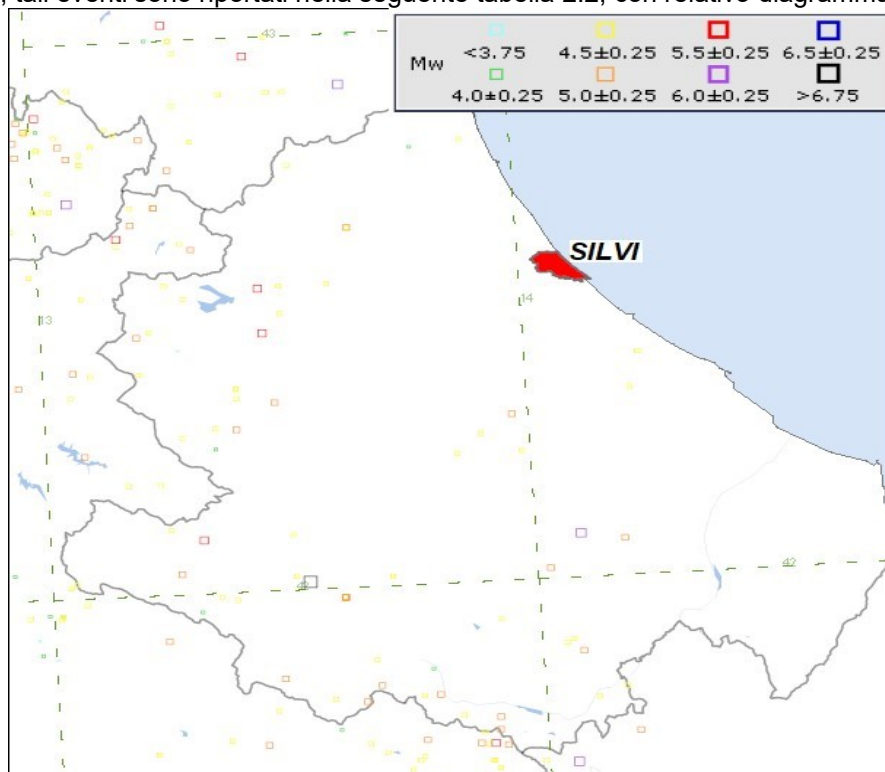 , tali eventi sono riportati nella seguente tabella 2.2, con relativo diagramma
43
Mw <3.75 4.5±0.25 5.5±0.25 6.5±0.25
4.0±0.25 5.0±0.25 6.0±0.25 >6.75
SILVI
14
13
42
42